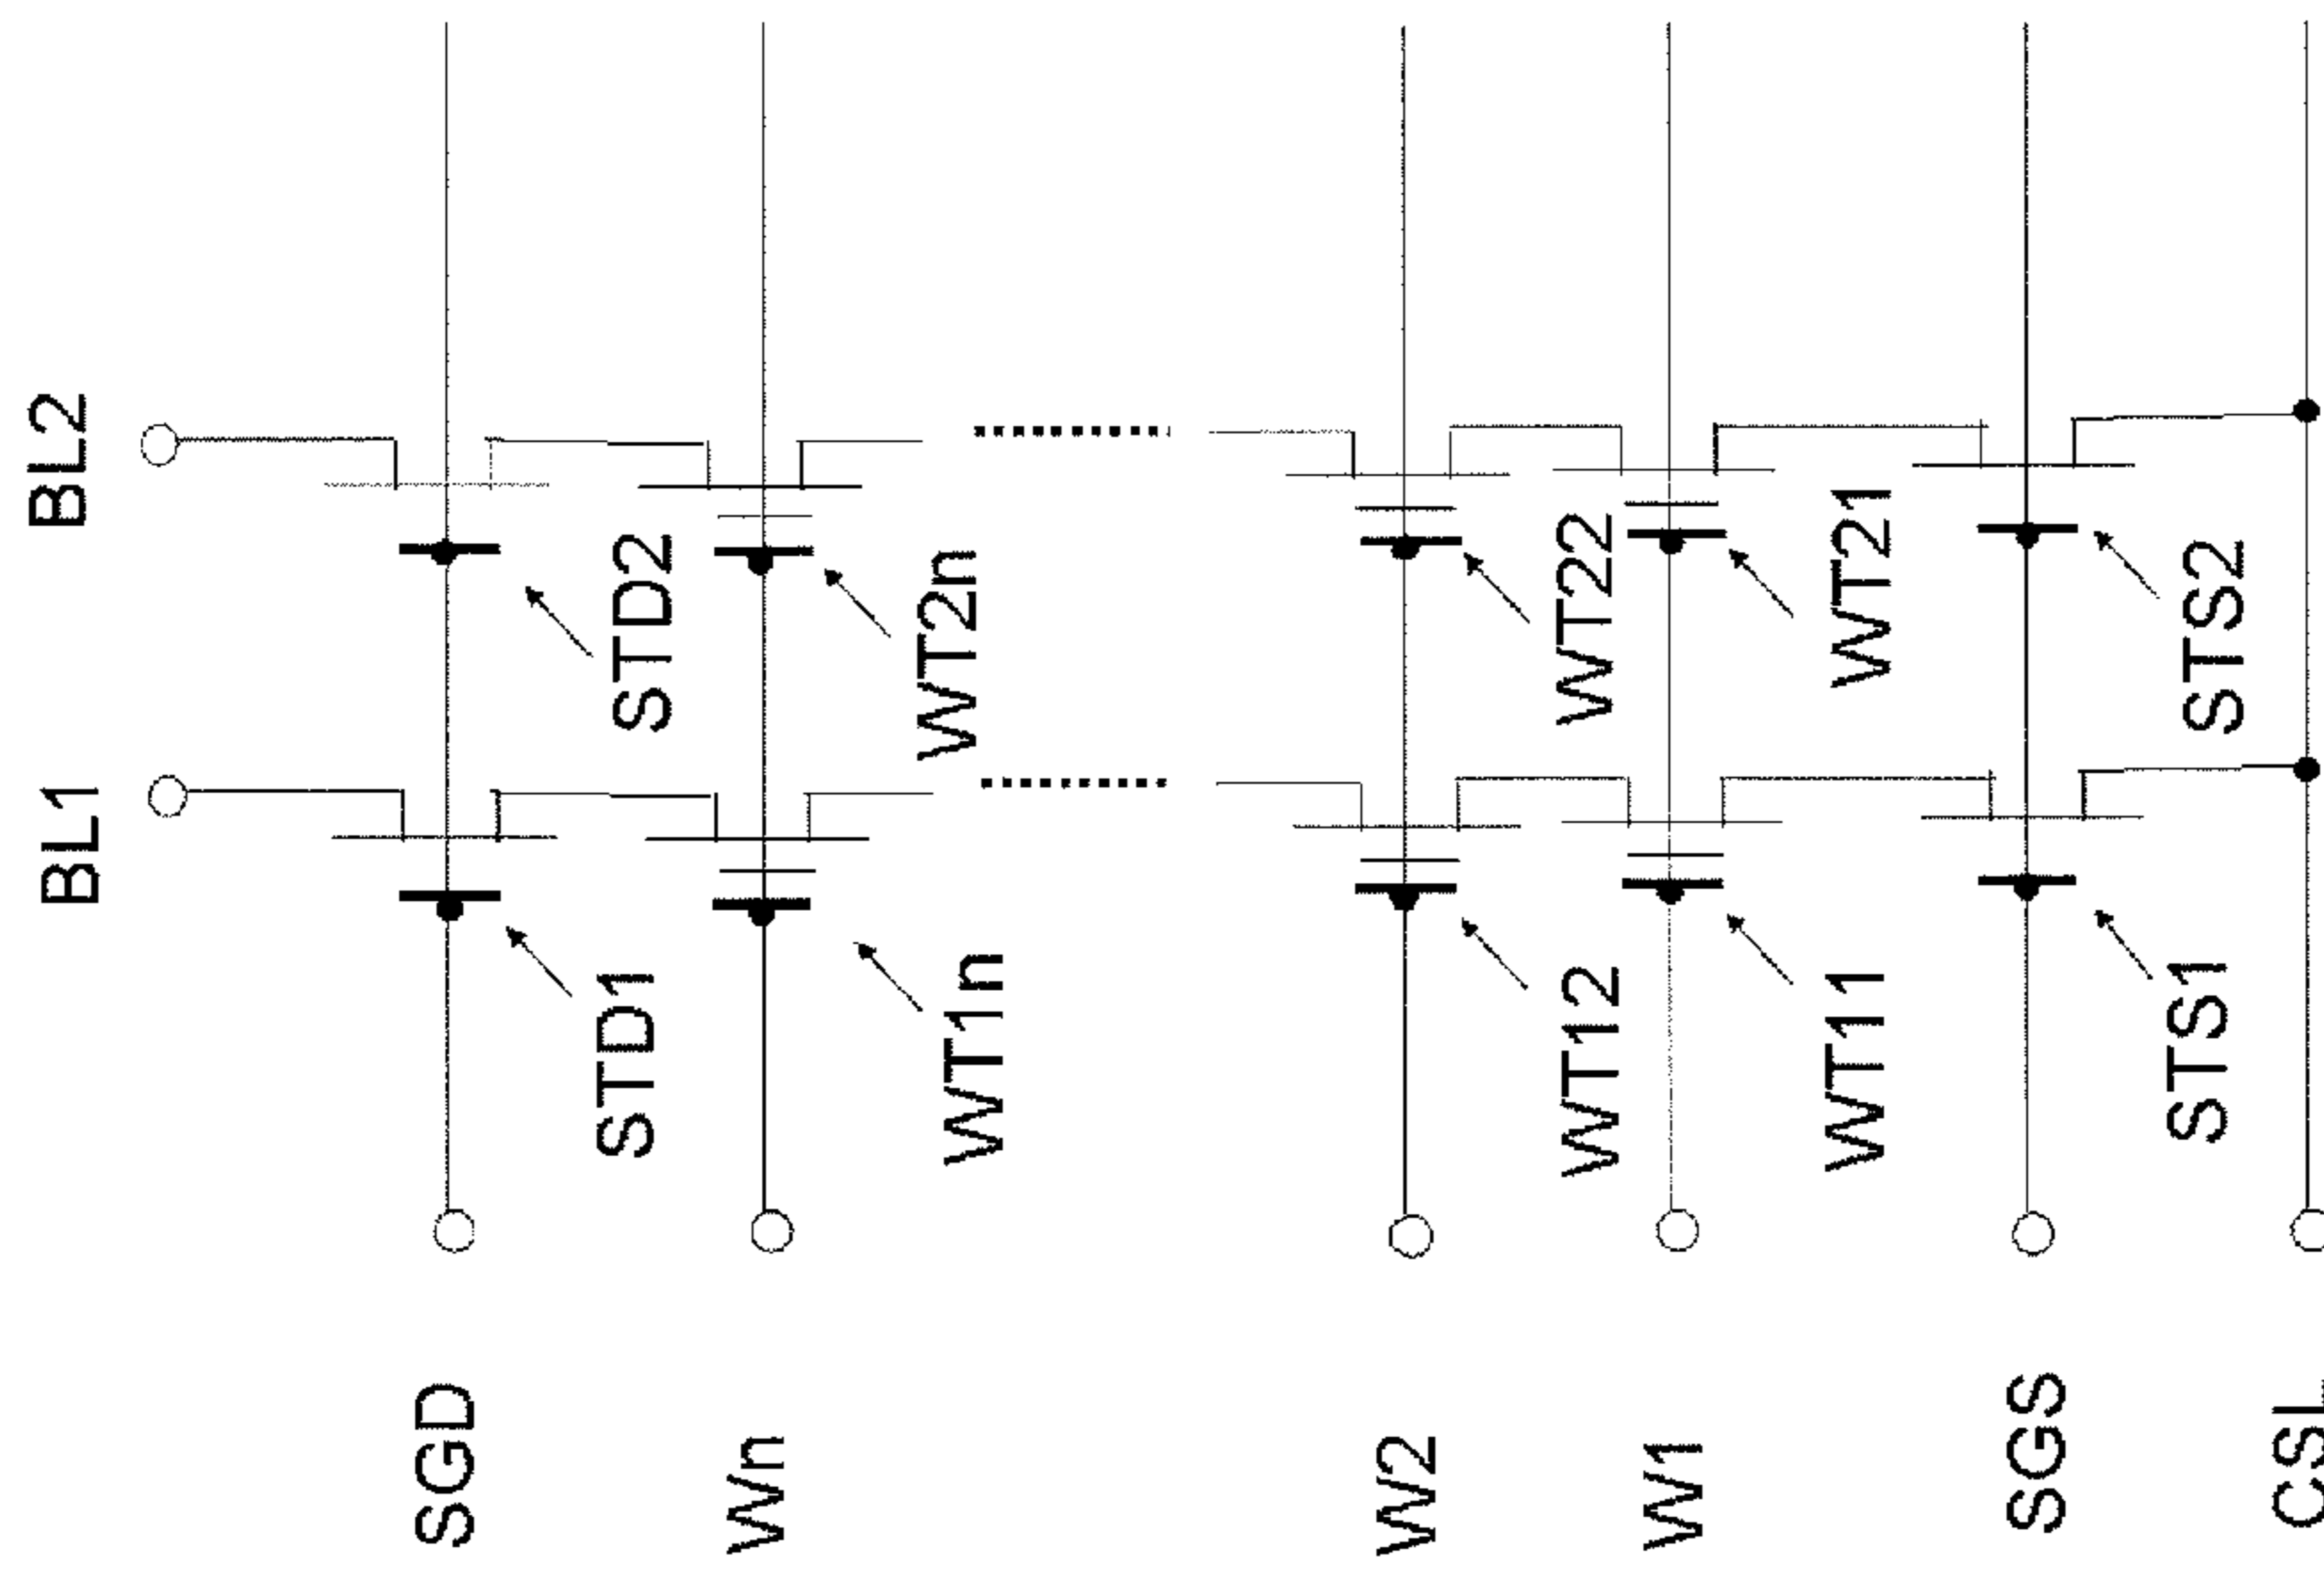 BL1
BL2
SGD
STD1
STD2
Wn
WT1n
WT2n
W2
WT12
WT22
W1
WT11
WT21
SGS
STS1
STS2
CSL